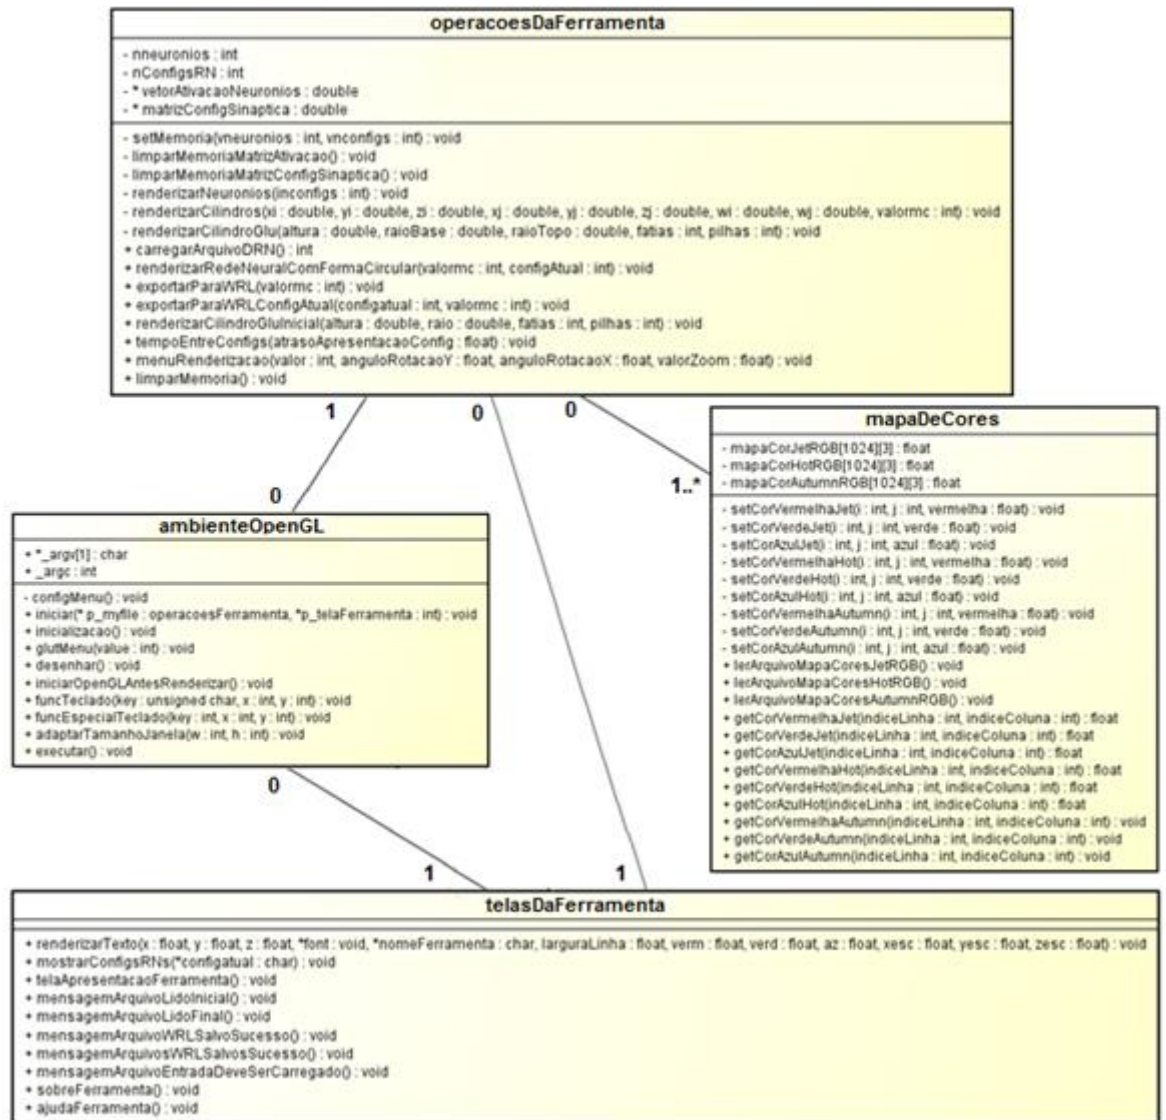 operacoesDaFerramenta
- nneuronios : int
- nConfigsRN : int
- * vetorAtivacaoNeuronios : double
- * matrizConfigSinaptica : double
- setMemoria(vneuronios : int, vnconfigs : int) : void
- limparMemoriaMatrizAtivacao() : void
- limparMemoriaMatrizConfigSinaptica() : void
- renderizarNeuronios(inconfigs : int) : void
- renderizarCilindros(xi : double, yi : double, zi : double, xj : double, yj : double, zj : double, wi : double, wj : double, valormc : int) : void
- renderizarCilindroGlu(altura : double, raioBase : double, raioTopo : double, fatias : int, pilhas : int) : void
+ carregarArquivoDRN() : int
+ renderizarRedeNeuralComFormaCircular(valormc : int, configAtual : int) : void
+ exportarParaWRL(valormc : int) : void
+ exportarParaWRLConfigAtual(configatual : int, valormc : int) : void
+ renderizarCilindroGluInicial(altura : double, raio : double, fatias : int, pilhas : int) : void
+ tempoEntreConfigs(atrasoApresentacaoConfig : float) : void
+ menuRenderizacao(valor : int, anguloRotacaoY : float, anguloRotacaoX : float, valorZoom : float) : void
+ limparMemoria() : void
1
0
0
1..*
0
mapaDeCores
- mapaCorJetRGB[1024][3] : float
- mapaCorHotRGB[1024][3] : float
- mapaCorAutumnRGB[1024][3] : float
- setCorVermelhaJet(i : int, j : int, vermelha : float) : void
- setCorVerdeJet(i : int, j : int, verde : float) : void
- setCorAzulJet(i : int, j : int, azul : float) : void
- setCorVermelhaHot(i : int, j : int, vermelha : float) : void
- setCorVerdeHot(i : int, j : int, verde : float) : void
- setCorAzulHot(i : int, j : int, azul : float) : void
- setCorVermelhaAutumn(i : int, j : int, vermelha : float) : void
- setCorVerdeAutumn(i : int, j : int, verde : float) : void
- setCorAzulAutumn(i : int, j : int, azul : float) : void
+ lerArquivoMapaCoresJetRGB() : void
+ lerArquivoMapaCoresHotRGB() : void
+ lerArquivoMapaCoresAutumnRGB() : void
+ getCorVermelhaJet(indiceLinha : int, indiceColuna : int) : float
+ getCorVerdeJet(indiceLinha : int, indiceColuna : int) : float
+ getCorAzulJet(indiceLinha : int, indiceColuna : int) : float
+ getCorVermelhaHot(indiceLinha : int, indiceColuna : int) : float
+ getCorVerdeHot(indiceLinha : int, indiceColuna : int) : float
+ getCorAzulHot(indiceLinha : int, indiceColuna : int) : float
+ getCorVermelhaAutumn(indiceLinha : int, indiceColuna : int) : void
+ getCorVerdeAutumn(indiceLinha : int, indiceColuna : int) : void
+ getCorAzulAutumn(indiceLinha : int, indiceColuna : int) : void
ambienteOpenGL
+ *_argv[1] : char
+ _argc : int
- configMenu() : void
+ iniciar(* p_myfile : operacoesFerramenta, *p_telaFerramenta : int) : void
+ inicializacao() : void
+ glutMenu(value : int) : void
+ desenhar() : void
+ iniciarOpenGLAntesRenderizar() : void
+ funcTeclado(key : unsigned char, x : int, y : int) : void
+ funcEspecialTeclado(key : int, x : int, y : int) : void
+ adaptarTamanhoJanela(w : int, h : int) : void
+ executar() : void
0
1
1
telasDaFerramenta
+ renderizarTexto(x : float, y : float, z : float, *font : void, *nomeFerramenta : char, larguraLinha : float, verm : float, verd : float, az : float, xesc : float, yesc : float, zesc : float) : void
+ mostrarConfigsRNs(*configatual : char) : void
+ telaApresentacaoFerramenta() : void
+ mensagemArquivoLidoInicial() : void
+ mensagemArquivoLidoFinal() : void
+ mensagemArquivoWRLSalvoSucesso() : void
+ mensagemArquivosWRLSalvosSucesso() : void
+ mensagemArquivoEntradaDeveSerCarregado() : void
+ sobreFerramenta() : void
+ ajudaFerramenta() : void